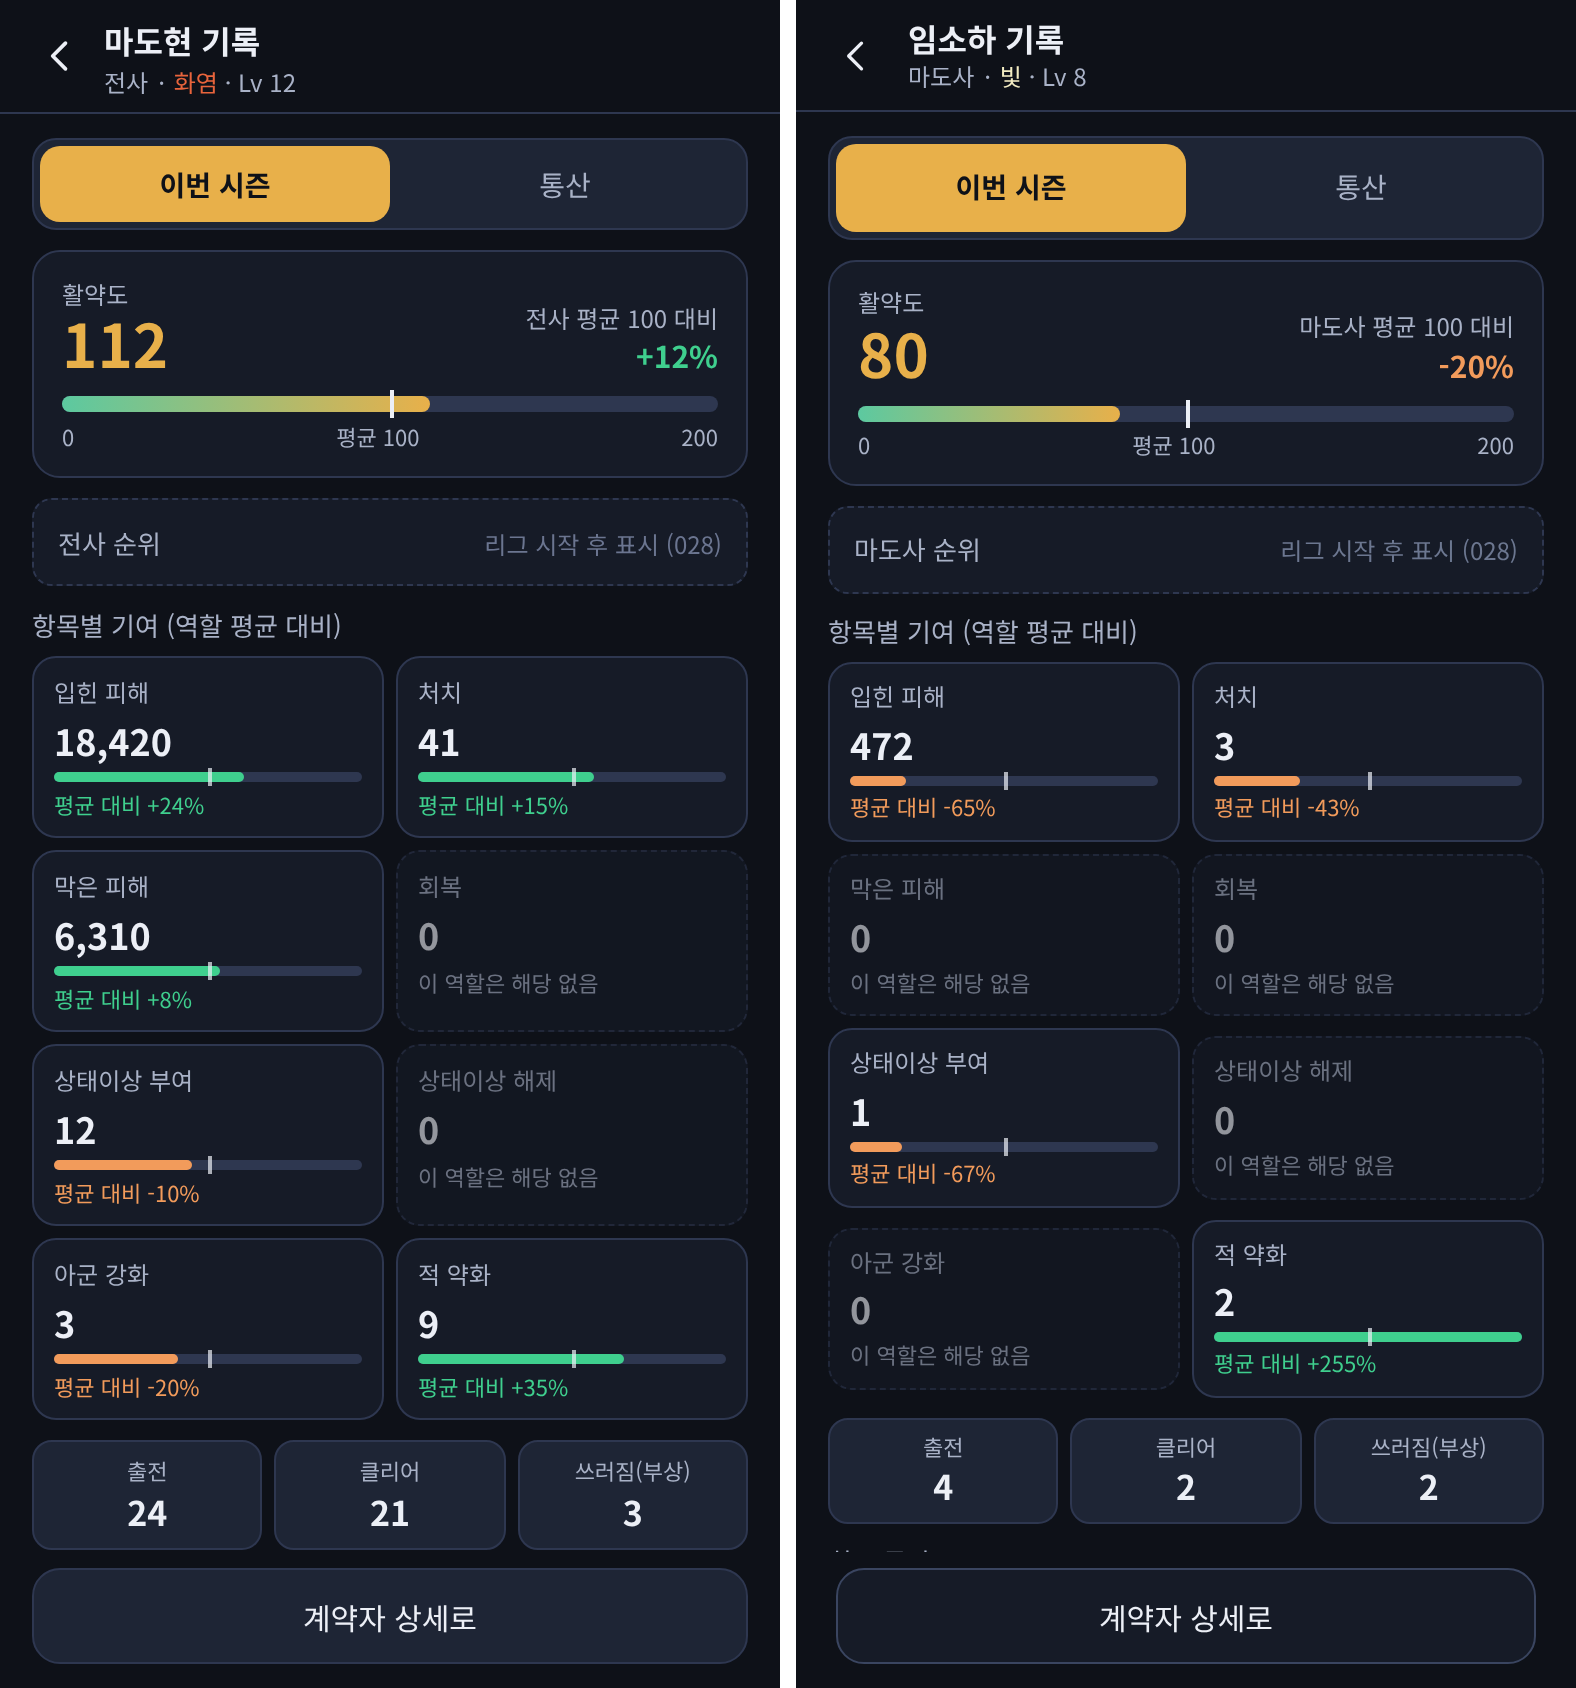 마도현 기록
전사 · 화염 · Lv 12
이번 시즌
통산
활약도
112
전사 평균 100 대비
+12%
0
평균 100
200
전사 순위
리그 시작 후 표시 (028)
항목별 기여 (역할 평균 대비)
입힌 피해
18,420
평균 대비 +24%
처치
41
평균 대비 +15%
막은 피해
6,310
평균 대비 +8%
회복
0
이 역할은 해당 없음
상태이상 부여
12
평균 대비 -10%
상태이상 해제
0
이 역할은 해당 없음
아군 강화
3
평균 대비 -20%
적 약화
9
평균 대비 +35%
출전
24
클리어
21
쓰러짐(부상)
3
계약자 상세로
임소하 기록
마도사 · 빛 · Lv 8
이번 시즌
통산
활약도
80
마도사 평균 100 대비
-20%
0
평균 100
200
마도사 순위
리그 시작 후 표시 (028)
항목별 기여 (역할 평균 대비)
입힌 피해
472
평균 대비 -65%
처치
3
평균 대비 -43%
막은 피해
0
이 역할은 해당 없음
회복
0
이 역할은 해당 없음
상태이상 부여
1
평균 대비 -67%
상태이상 해제
0
이 역할은 해당 없음
아군 강화
0
이 역할은 해당 없음
적 약화
2
평균 대비 +255%
출전
4
클리어
2
쓰러짐(부상)
2
계약자 상세로